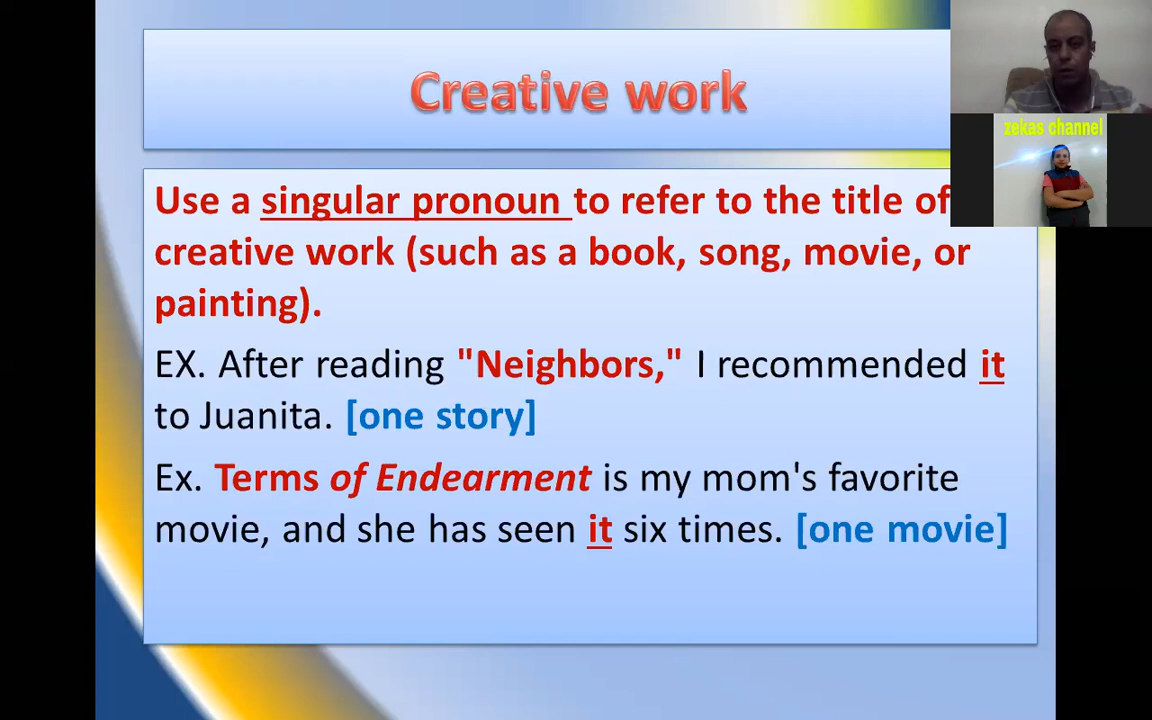 Creative work
zekas channel
Use a singular pronoun to refer to the title of
creative work (such as a book, song, movie, or
painting).
EX. After reading "Neighbors," I recommended it
to Juanita. [one story]
Ex. Terms of Endearment is my mom's favorite
movie, and she has seen it six times. [one movie]